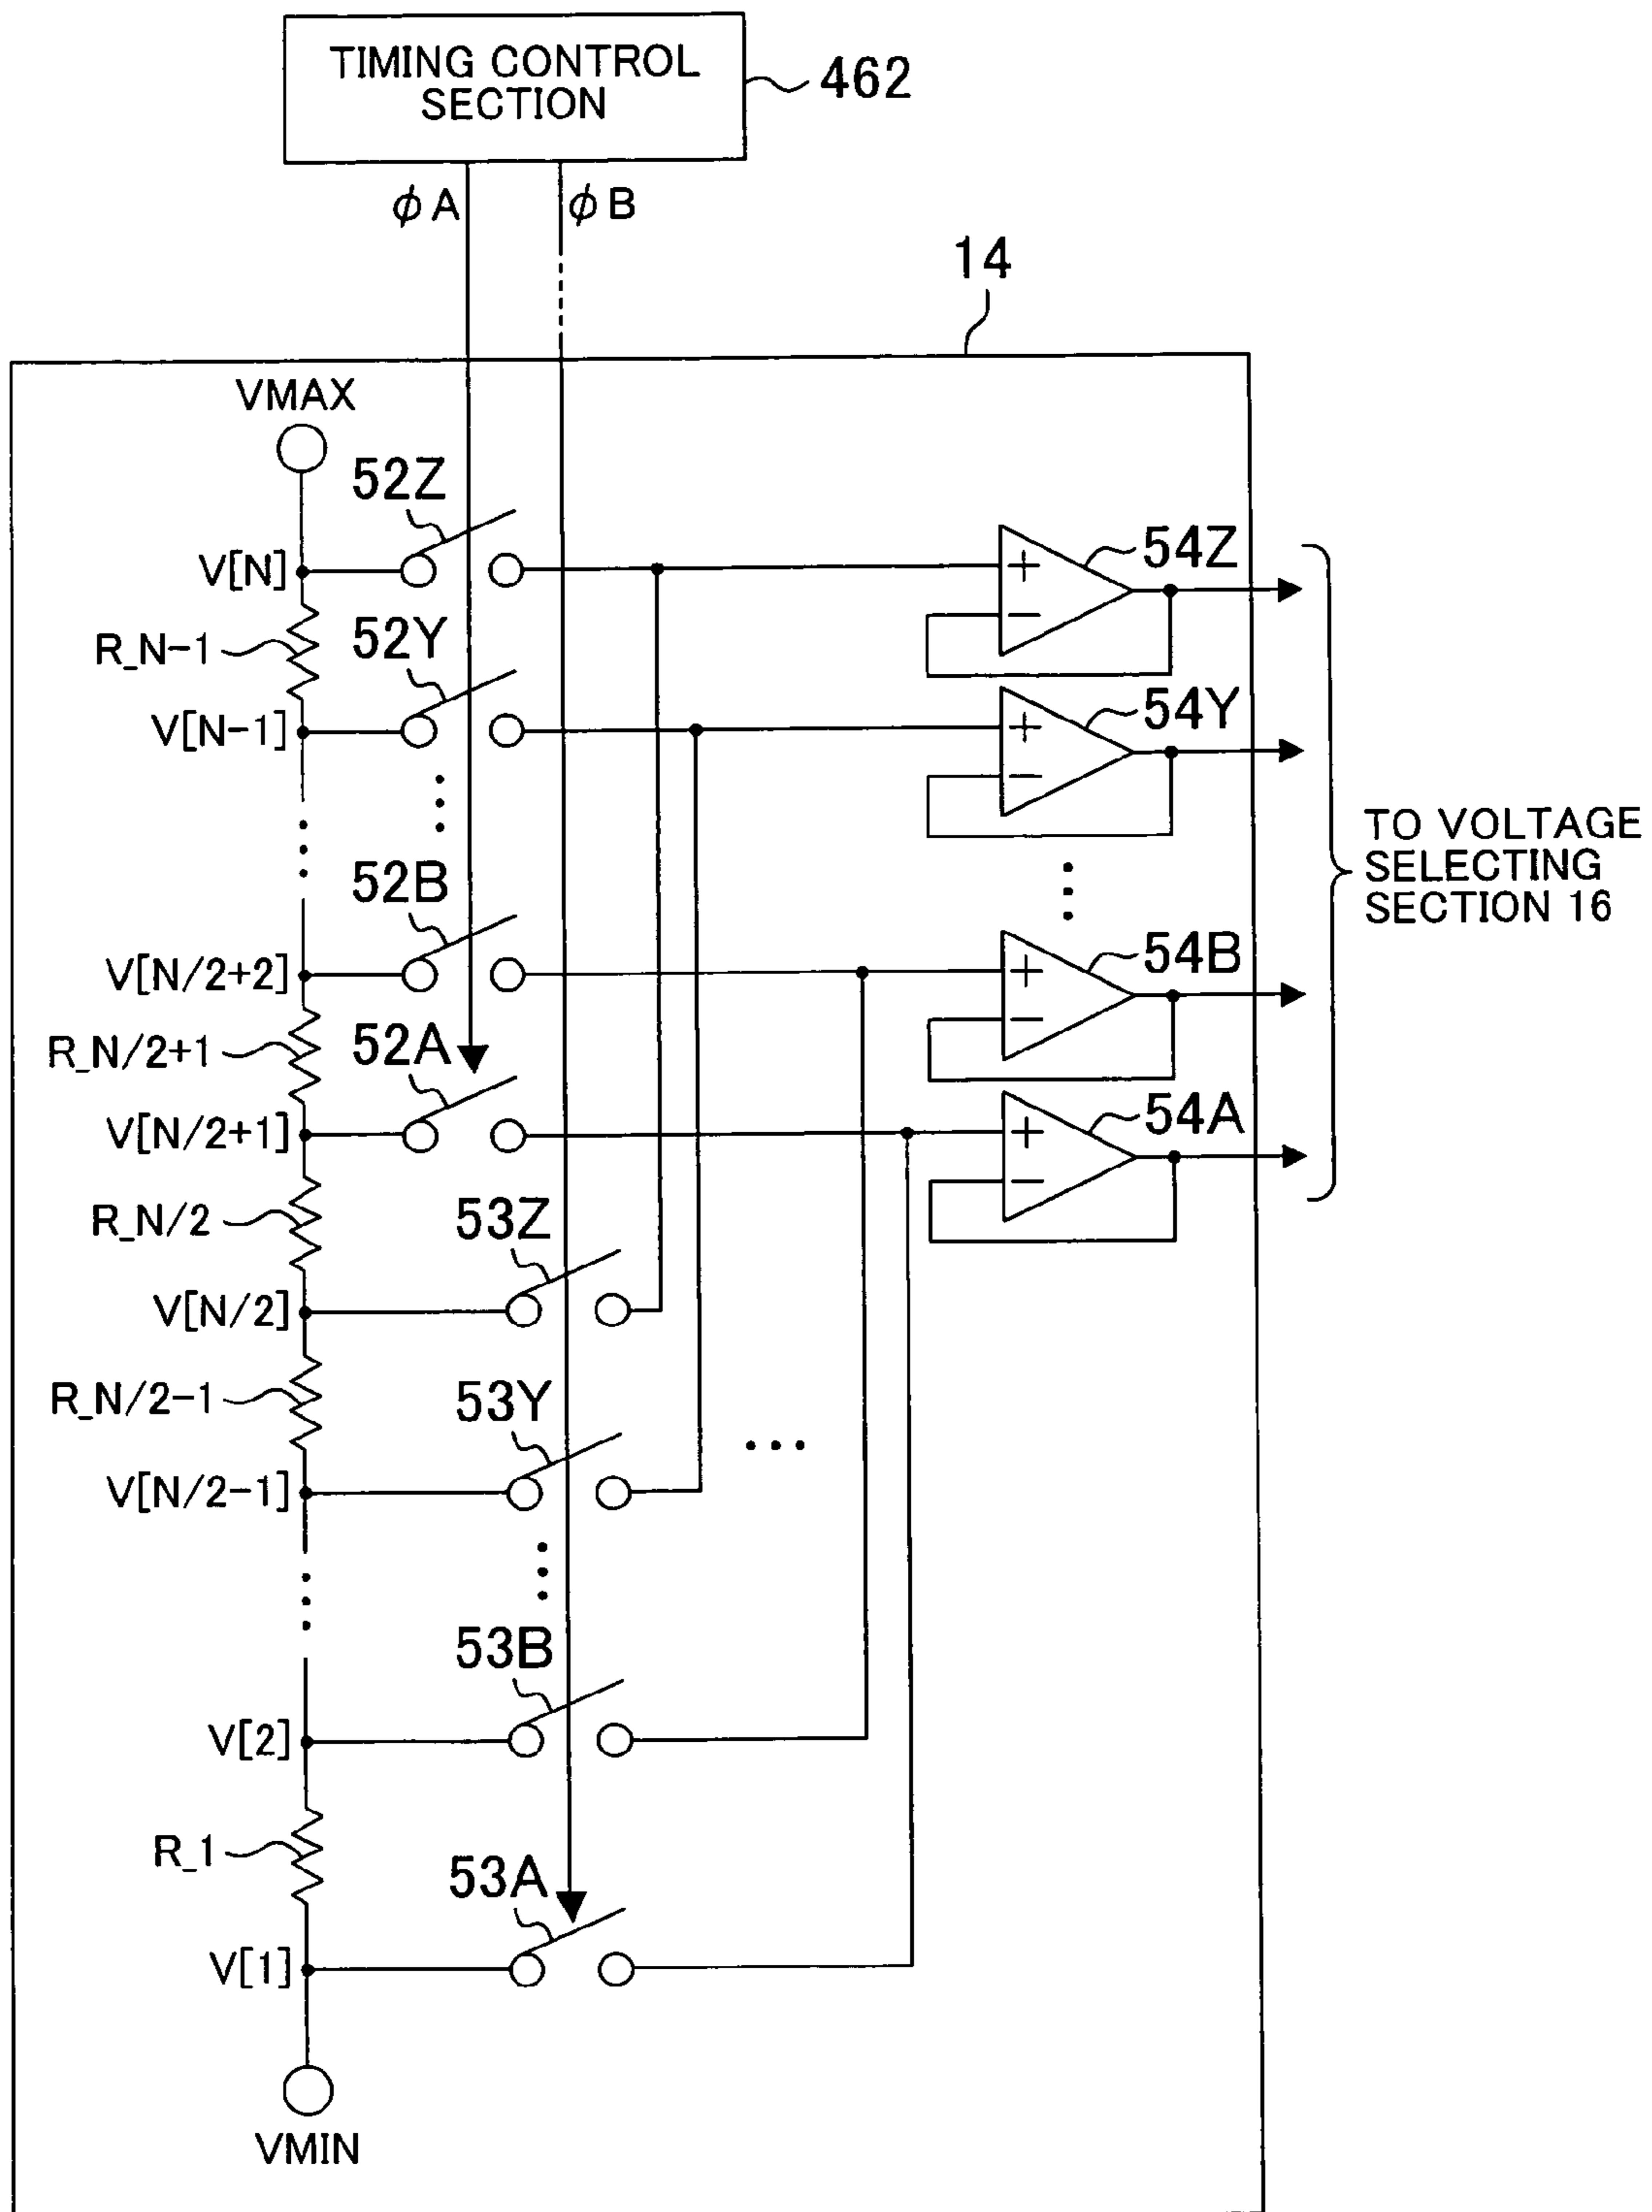 TIMING CONTROL
SECTION
462
φA
φB
14
VMAX
52Z
V[N]
54Z
R_N-1
52Y
V[N-1]
54Y
TO VOLTAGE
SELECTING
SECTION 16
52B
V[N/2+2]
54B
R_N/2+1
52A
V[N/2+1]
54A
R_N/2
53Z
V[N/2]
R_N/2-1
53Y
V[N/2-1]
53B
V[2]
R_1
53A
V[1]
VMIN